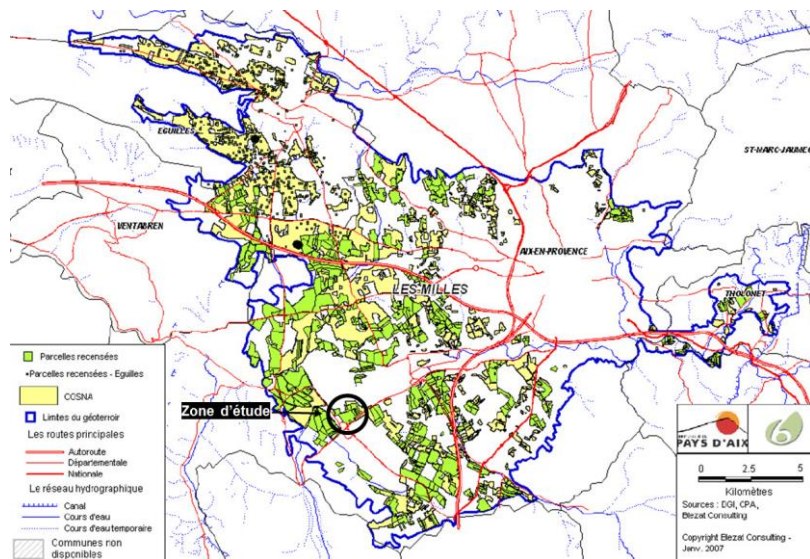 EGUILLES
ST-MARC-JAUMEG
VENTABREN
AIX-EN-PROVENCE
THOLONET
LES-MILLES
Zone d'étude
Parcelles recensées
Parcelles recensées - Eguilles
COSNA
Limites du géoterroir
Les routes principales
Autoroute
Départementale
Nationale
Le réseau hydrographique
Canal
Cours d'eau
Cours d'eautemporaire
Communes non
disponibles
PAYS D'AIX
0 2.5 5
Kilomètres
Sources : DGI, CPA,
Blezat Consulting
Copyright Blezat Consulting -
Janv. 2007